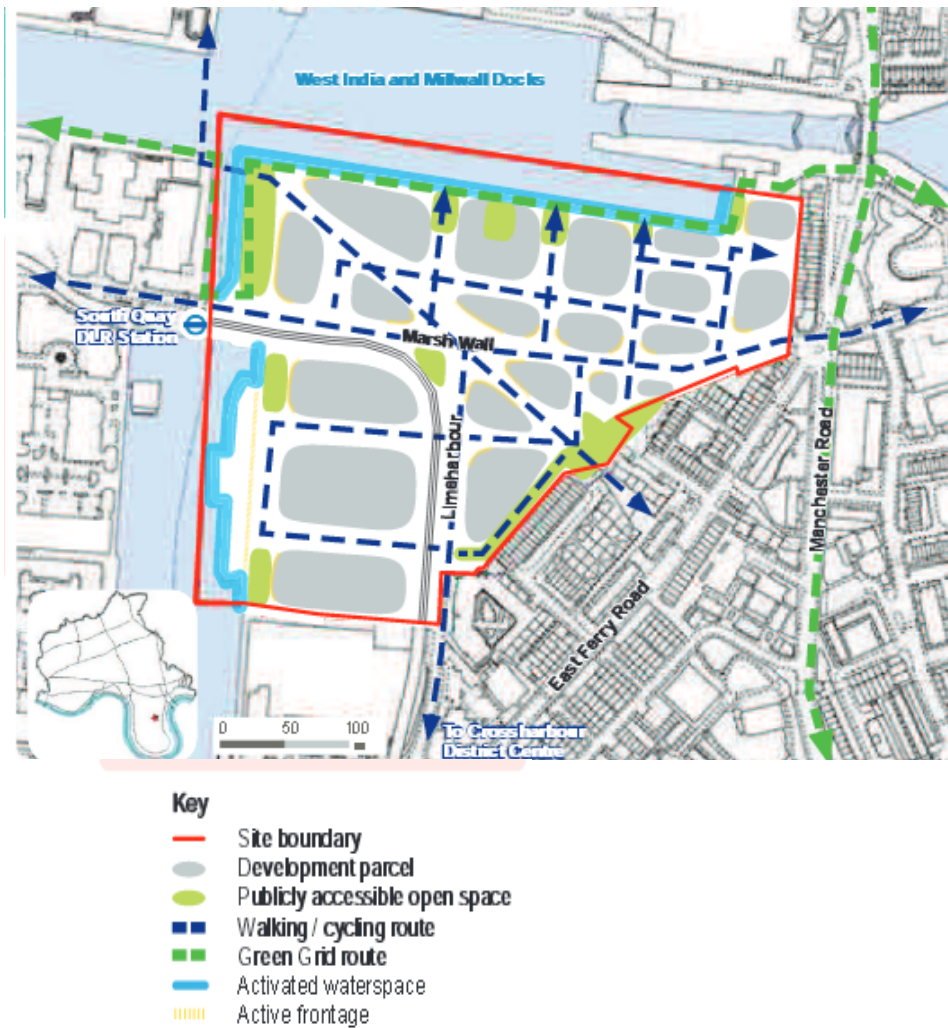 West India and Millwall Docks
South Quay
DLR Station
Marsh Wall
Limeharbour
Manchester Road
East Ferry Road
0 50 100
To Crossharbour
District Centre
Key
Site boundary
Development parcel
Publicly accessible open space
Walking / cycling route
Green Grid route
Activated waterspace
Active frontage